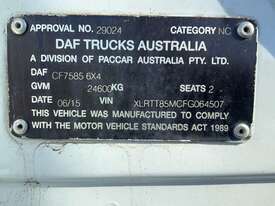 APPROVAL NO. 29024 CATEGORY NC
DAF TRUCKS AUSTRALIA
A DIVISION OF PACCAR AUSTRALIA PTY. LTD.
DAF CF7585 6X4
GVM 24600KG SEATS 2
DATE 06/15 VIN XLRTT85MCFG064507
THIS VEHICLE WAS MANUFACTURED TO COMPLY
WITH THE MOTOR VEHICLE STANDARDS ACT 1989